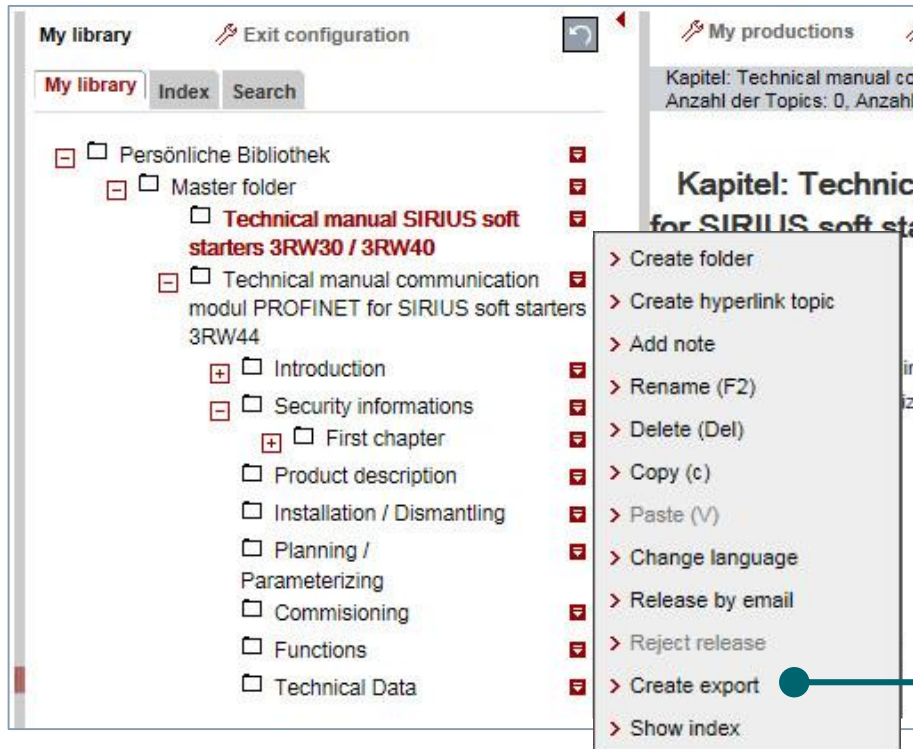 My library
Exit configuration
My productions
My library
Index
Search
Kapitel: Technical manual co
Anzahl der Topics: 0, Anzahl
Persönliche Bibliothek
Master folder
Kapitel: Technic
Technical manual SIRIUS soft
starters 3RW30 / 3RW40
for SIRIUS soft sta
Technical manual communication
modul PROFINET for SIRIUS soft starters
3RW44
Introduction
Security informations
First chapter
Product description
Installation / Dismantling
Planning /
Parameterizing
Commisioning
Functions
Technical Data
Create folder
Create hyperlink topic
Add note
Rename (F2)
Delete (Del)
Copy (c)
Paste (V)
Change language
Release by email
Reject release
Create export
Show index